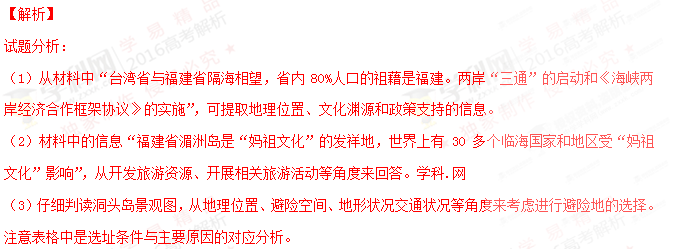 【解析】
试题分析：
（1）从材料中“台湾省与福建省隔海相望，省内 80%人口的祖籍是福建。两岸“三通”的启动和《海峡两
岸经济合作框架协议》的实施”，可提取地理位置、文化渊源和政策支持的信息。
（2）材料中的信息“福建省湄洲岛是“妈祖文化”的发祥地，世界上有 30 多个临海国家和地区受“妈祖
文化”影响”，从开发旅游资源、开展相关旅游活动等角度来回答。学科.网
（3）仔细判读洞头岛景观图，从地理位置、避险空间、地形状况交通状况等角度来考虑进行避险地的选择。
注意表格中是选址条件与主要原因的对应分析。